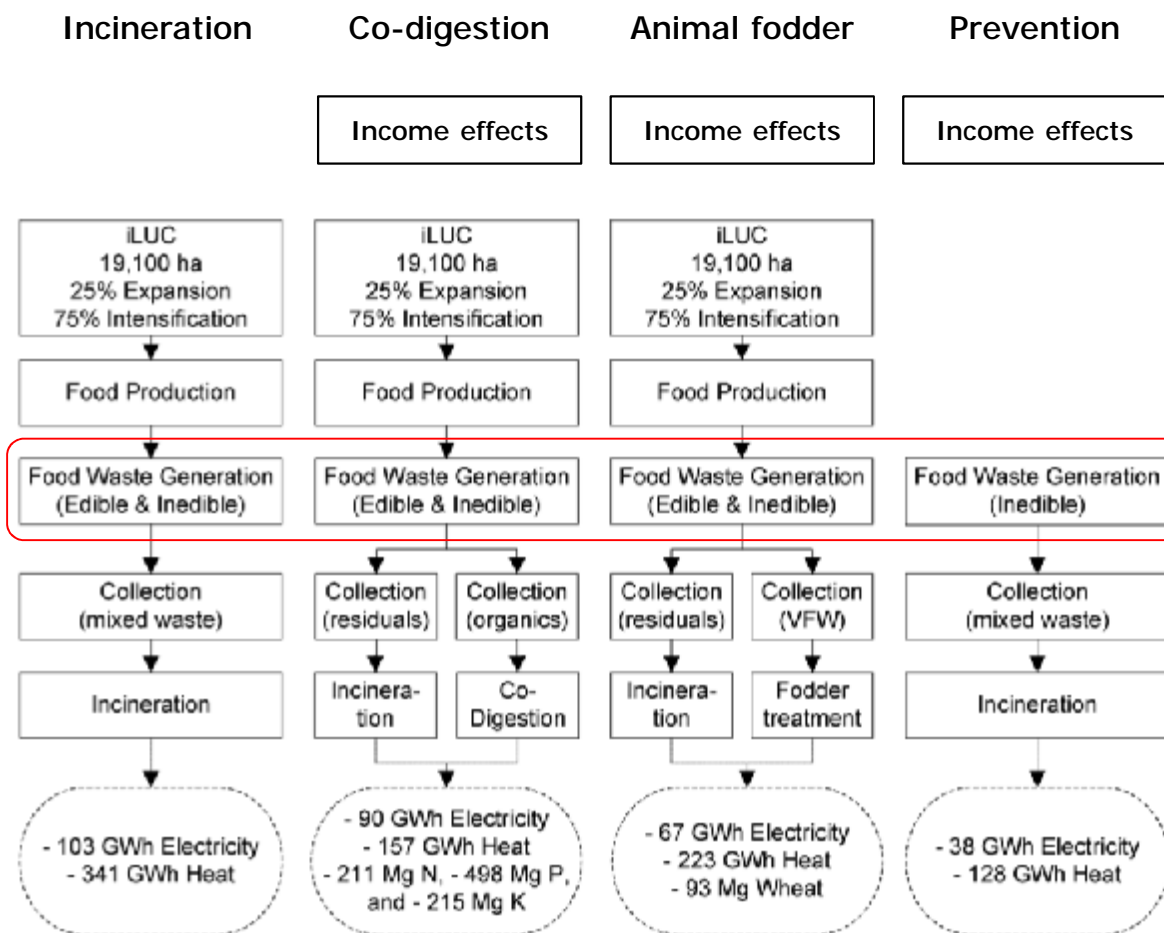 Incineration
Co-digestion
Animal fodder
Prevention
Income effects
Income effects
Income effects
iLUC
19,100 ha
25% Expansion
75% Intensification
iLUC
19,100 ha
25% Expansion
75% Intensification
iLUC
19,100 ha
25% Expansion
75% Intensification
Food Production
Food Production
Food Production
Food Waste Generation
(Edible & Inedible)
Food Waste Generation
(Edible & Inedible)
Food Waste Generation
(Edible & Inedible)
Food Waste Generation
(Inedible)
Collection
(mixed waste)
Collection
(residuals)
Collection
(organics)
Collection
(residuals)
Collection
(VFW)
Collection
(mixed waste)
Incineration
Incinera-
tion
Co-
Digestion
Incinera-
tion
Fodder
treatment
Incineration
- 103 GWh Electricity
- 341 GWh Heat
- 90 GWh Electricity
- 157 GWh Heat
- 211 Mg N, - 498 Mg P,
and - 215 Mg K
- 67 GWh Electricity
- 223 GWh Heat
- 93 Mg Wheat
- 38 GWh Electricity
- 128 GWh Heat